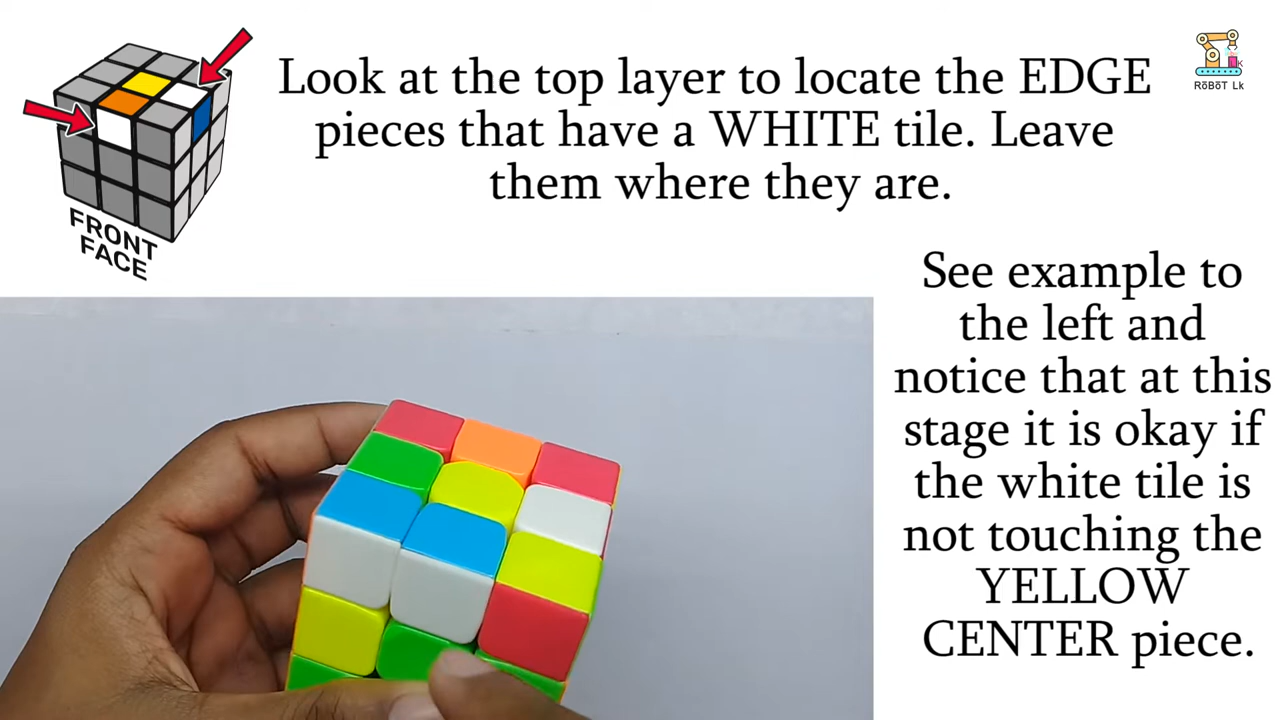 RōBōT Lk
Look at the top layer to locate the EDGE
pieces that have a WHITE tile. Leave
them where they are.
FRONT
FACE
See example to
the left and
notice that at this
stage it is okay if
the white tile is
not touching the
YELLOW
CENTER piece.